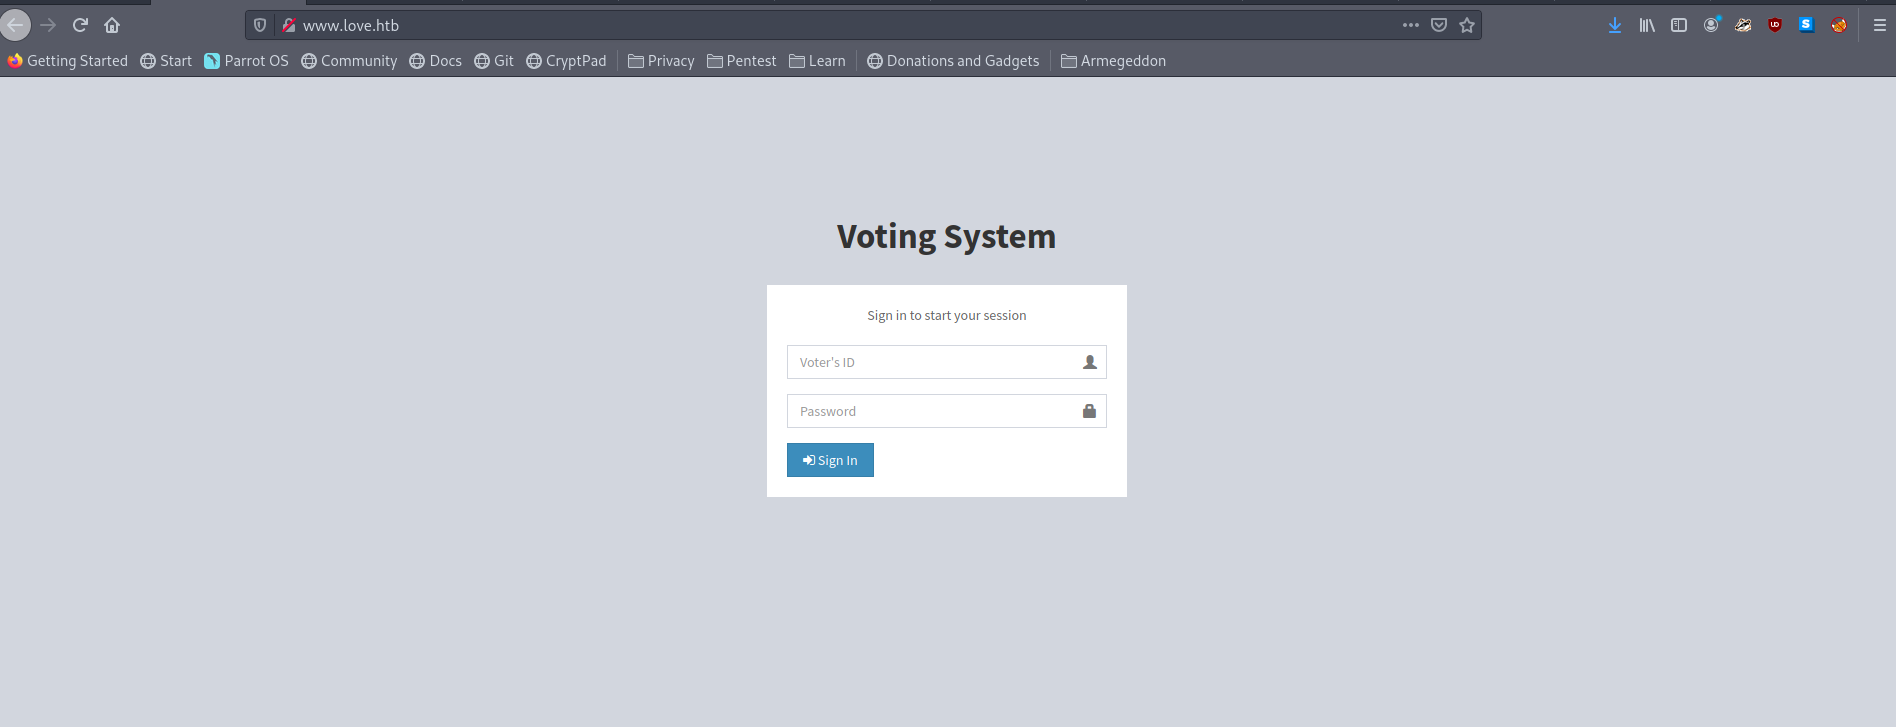 www.love.htb
Getting Started Start Parrot OS Community Docs Git CryptPad Privacy Pentest Learn Donations and Gadgets Armegeddon
Voting System
Sign in to start your session
Voter's ID
Password
Sign In